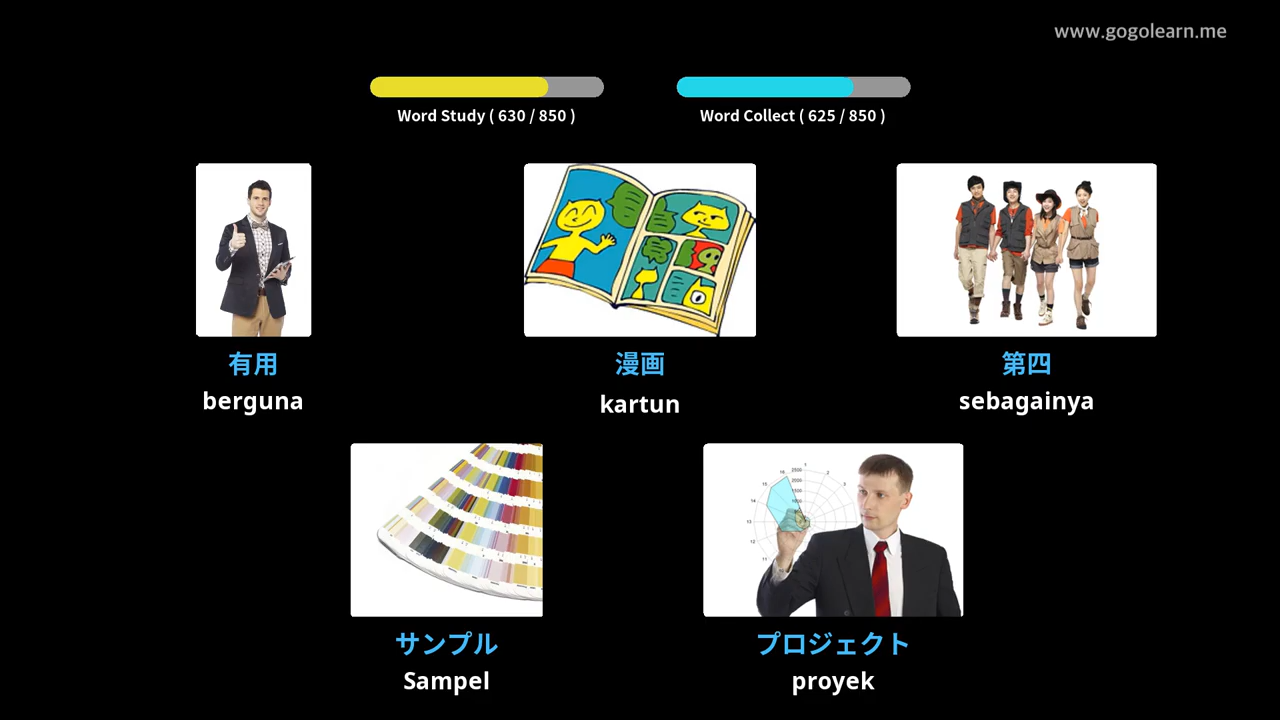 www.gogolearn.me
Word Study ( 630 / 850 )
Word Collect ( 625 / 850 )
有用
berguna
漫画
kartun
第四
sebagainya
サンプル
Sampel
プロジェクト
proyek